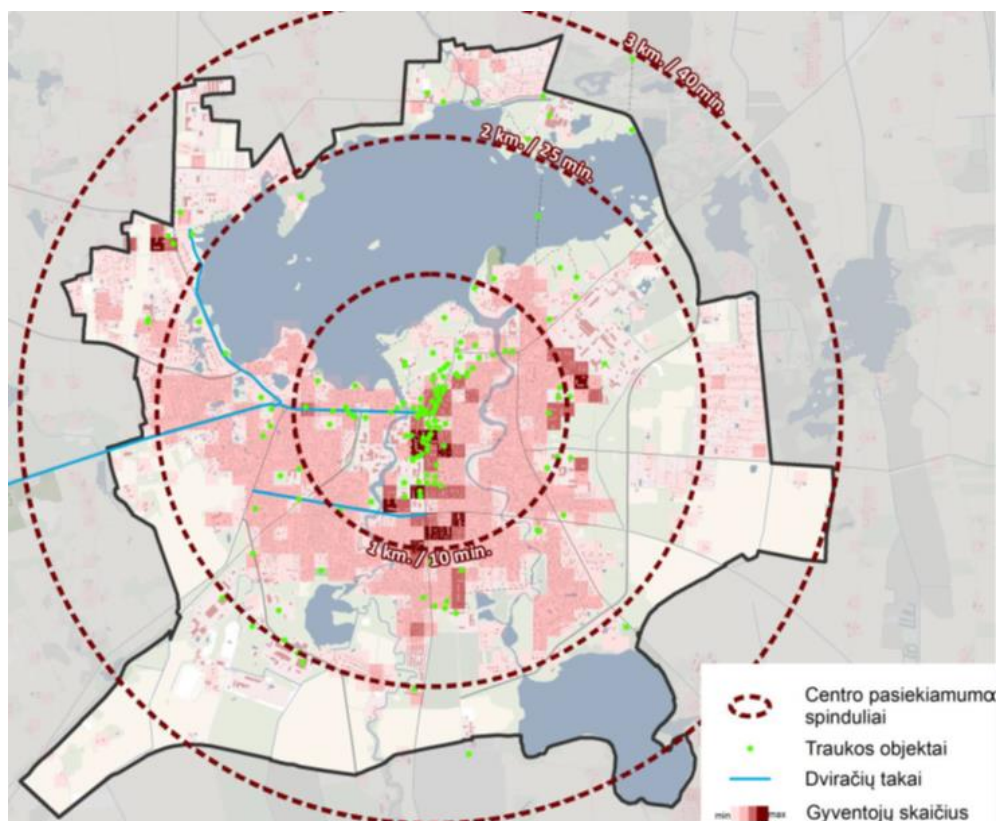 3 km. / 40 min.
2 km. / 25 min.
1 km. / 10 min.
Centro pasiekiamumo
spinduliai
Traukos objektai
Dviračių takai
min
max
Gyventojų skaičius